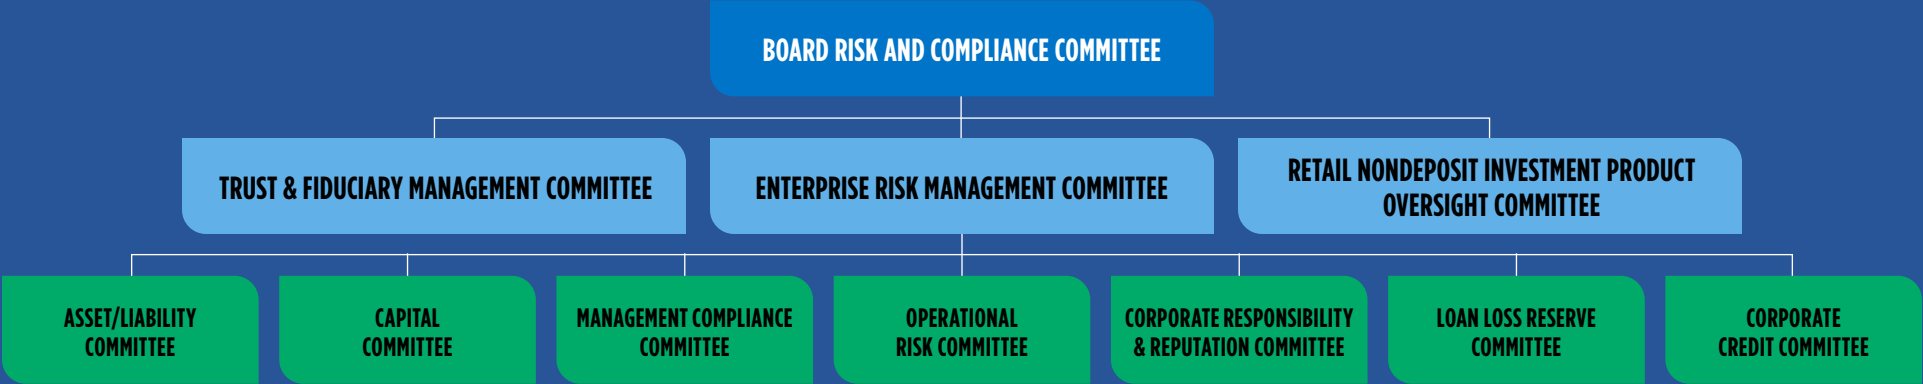 BOARD RISK AND COMPLIANCE COMMITTEE
TRUST & FIDUCIARY MANAGEMENT COMMITTEE
ENTERPRISE RISK MANAGEMENT COMMITTEE
RETAIL NONDEPOSIT INVESTMENT PRODUCT
OVERSIGHT COMMITTEE
ASSET/LIABILITY
COMMITTEE
CAPITAL
COMMITTEE
MANAGEMENT COMPLIANCE
COMMITTEE
OPERATIONAL
RISK COMMITTEE
CORPORATE RESPONSIBILITY
& REPUTATION COMMITTEE
LOAN LOSS RESERVE
COMMITTEE
CORPORATE
CREDIT COMMITTEE